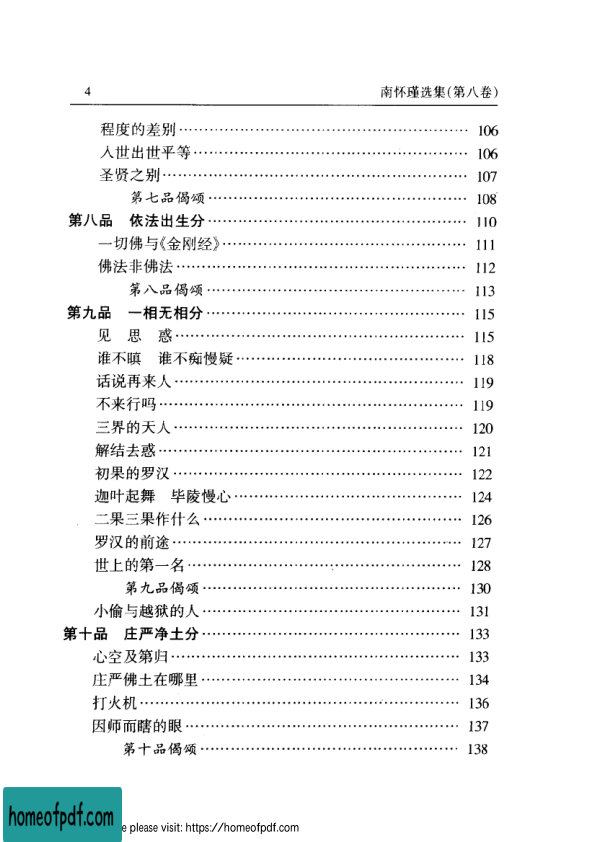 4 南怀瑾选集(第八卷)
程度的差别 106
入世出世平等 106
圣贤之别 107
第七品偈颂 108
第八品 依法出生分 110
一切佛与《金刚经》 111
佛法非佛法 112
第八品偈颂 113
第九品 一相无相分 115
见 思 惑 115
谁不嗔 谁不痴慢疑 118
话说再来人 119
不来行吗 119
三界的天人 120
解结去惑 121
初果的罗汉 122
迦叶起舞 毕陵慢心 124
二果三果作什么 126
罗汉的前途 127
世上的第一名 128
第九品偈颂 130
小偷与越狱的人 131
第十品 庄严净土分 133
心空及第归 133
庄严佛土在哪里 134
打火机 136
因师而瞎的眼 137
第十品偈颂 138
homeofpdf.com
e please visit: https://homeofpdf.com